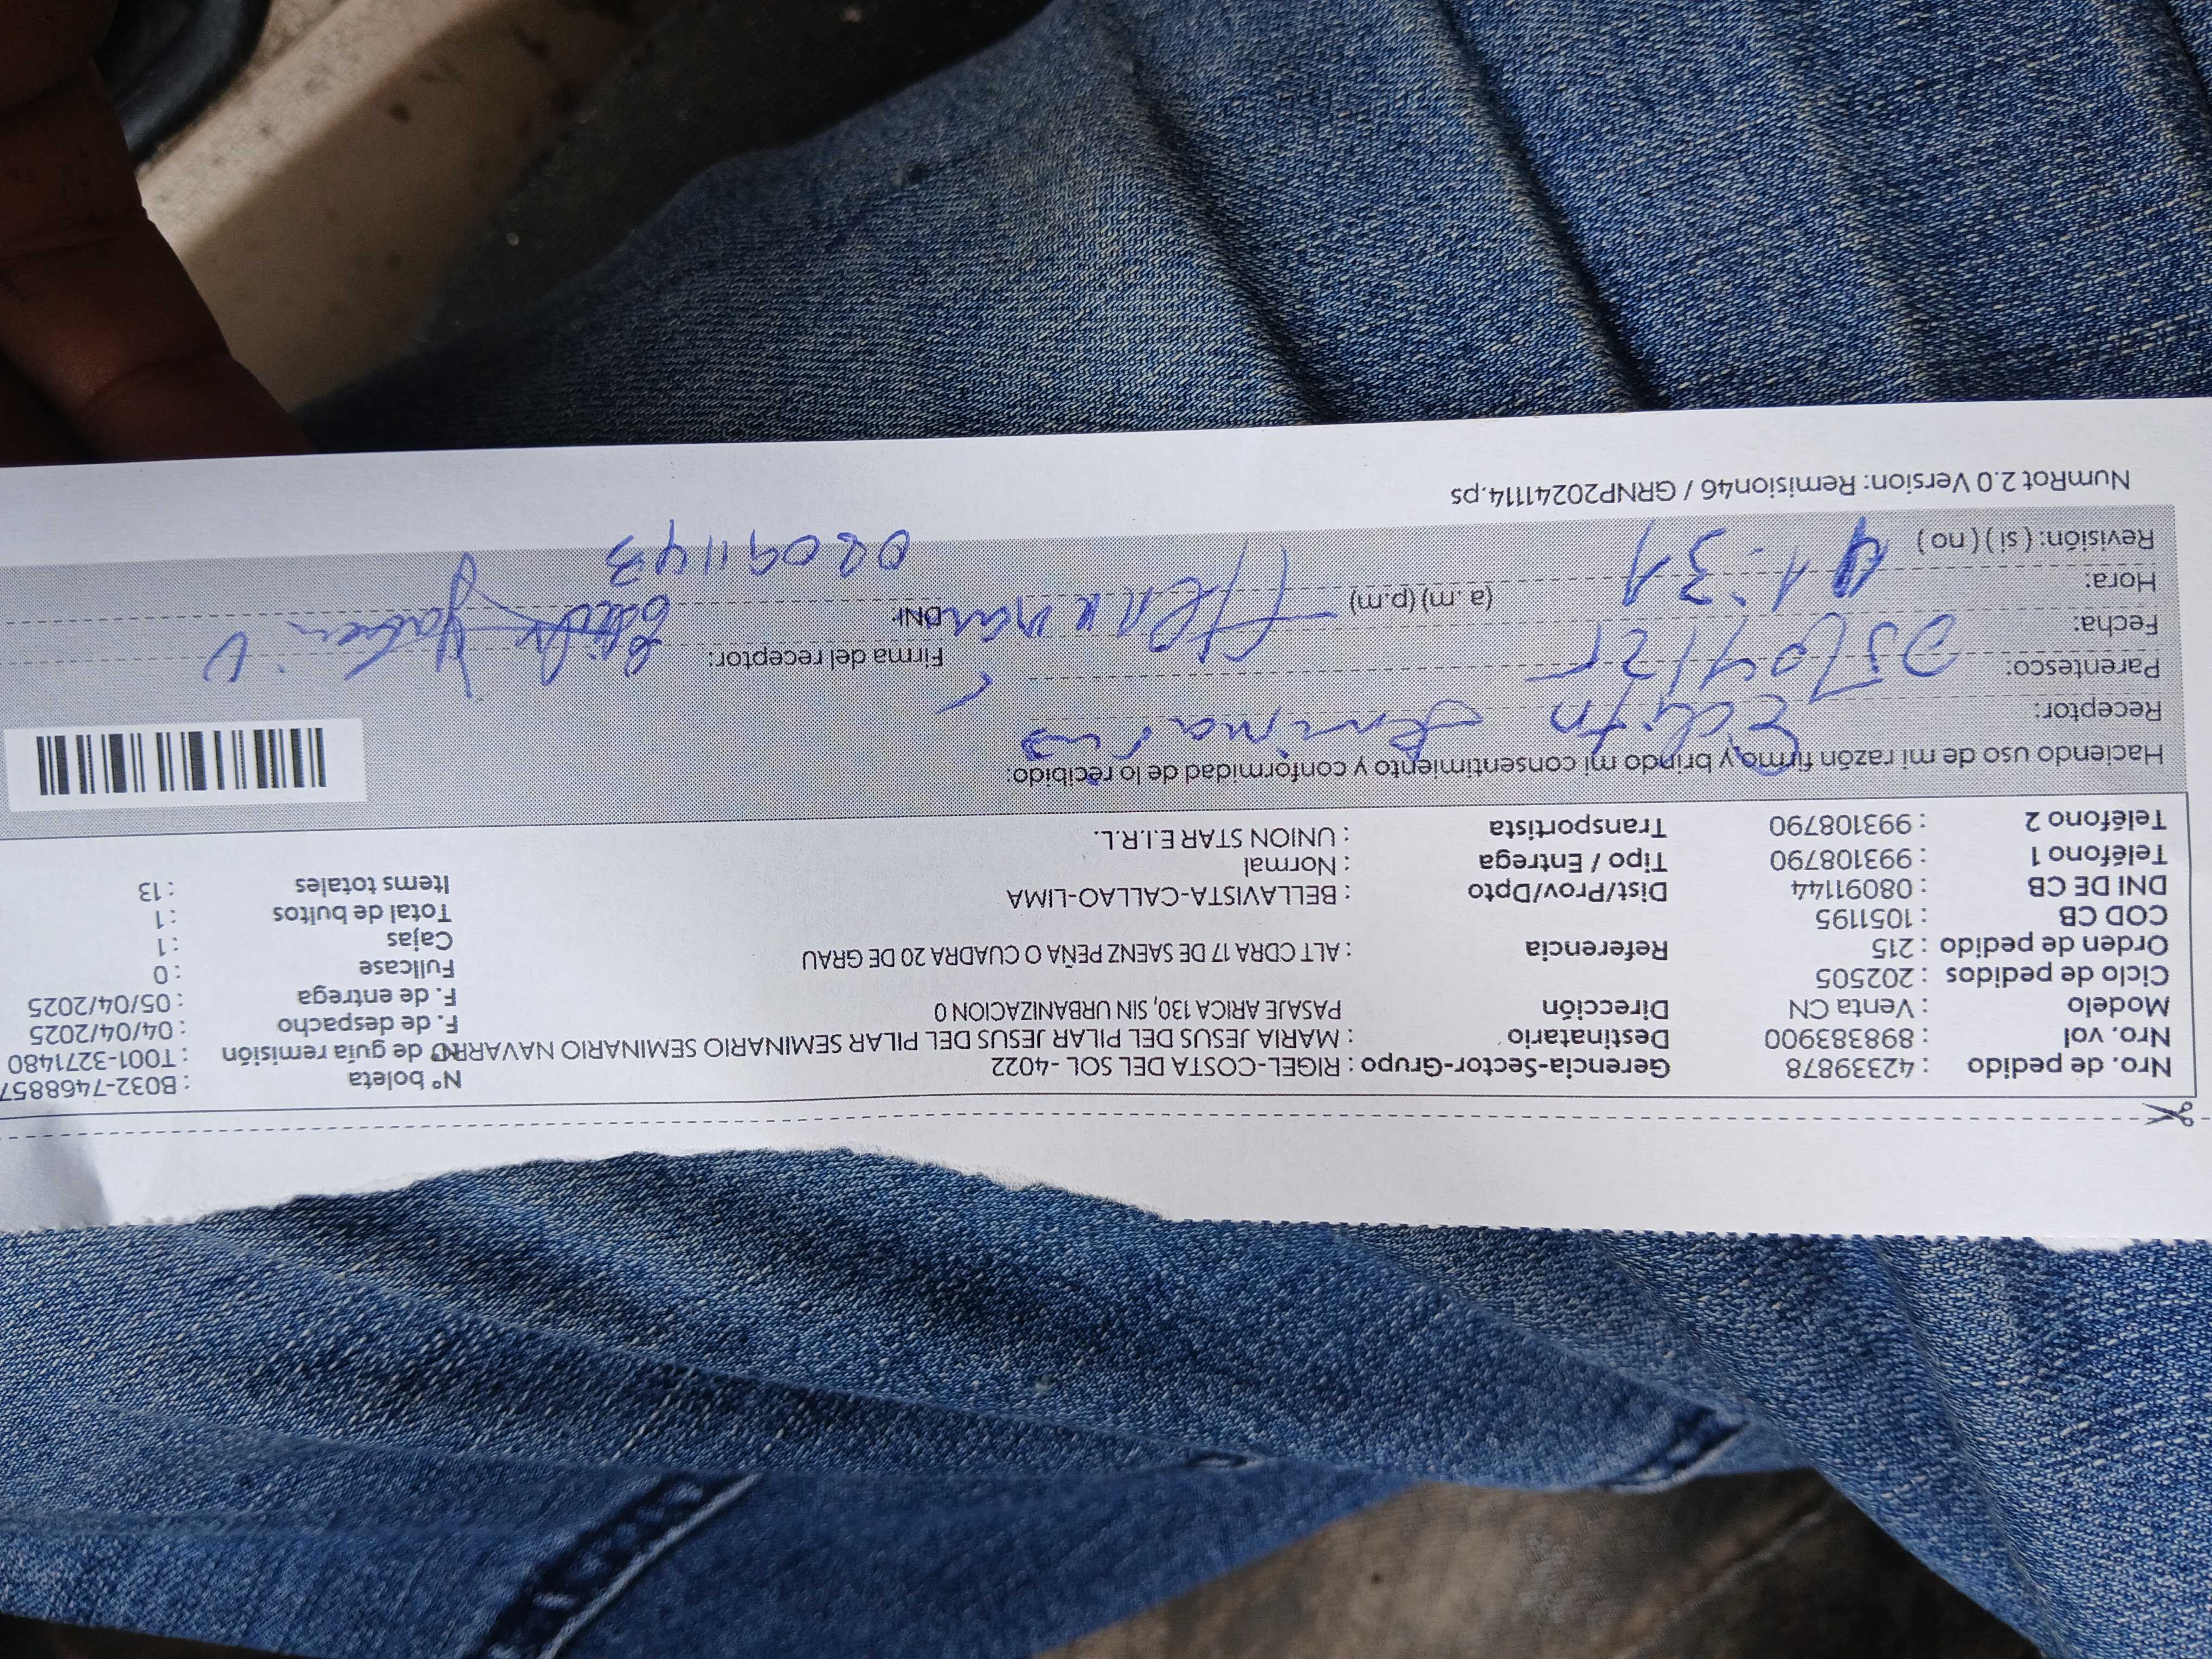 Nro. de pedido : 42339878 Gerencia-Sector-Grupo : RIGEL-COSTA DEL SOL -4022 N° boleta : B032-7468857
Nro. vol : 898383900 Destinatario : MARIA JESUS DEL PILAR JESUS DEL PILAR SEMINARIO SEMINARIO NAVARRO de guía remisión : T001-3271480
Modelo : Venta CN Dirección PASAJE ARICA 130, SIN URBANIZACION 0 F. de despacho : 04/04/2025
Ciclo de pedidos : 202505 F. de entrega : 05/04/2025
Orden de pedido : 215 Referencia : ALT CDRA 17 DE SAENZ PEÑA O CUADRA 20 DE GRAU Fullcase : 0
COD CB : 1051195 Cajas : 1
DNI DE CB : 08091144 Dist/Prov/Dpto : BELLAVISTA-CALLAO-LIMA Total de bultos : 1
Teléfono 1 : 993108790 Tipo / Entrega : Normal Items totales : 13
Teléfono 2 : 993108790 Transportista : UNION STAR E.I.R.L.
Haciendo uso de mi razón firmo y brindo mi consentimiento y conformidad de lo recibido:
Receptor: Edith Seminario
Parentesco: Hermana Firma del receptor:
Fecha: 05/04/25 DNI: 08091143
Hora: 11:31 (a. m) (p.m)
Revisión: ( si ) ( no )
NumRot 2.0 Version: Remision46 / GRNP20241114.ps